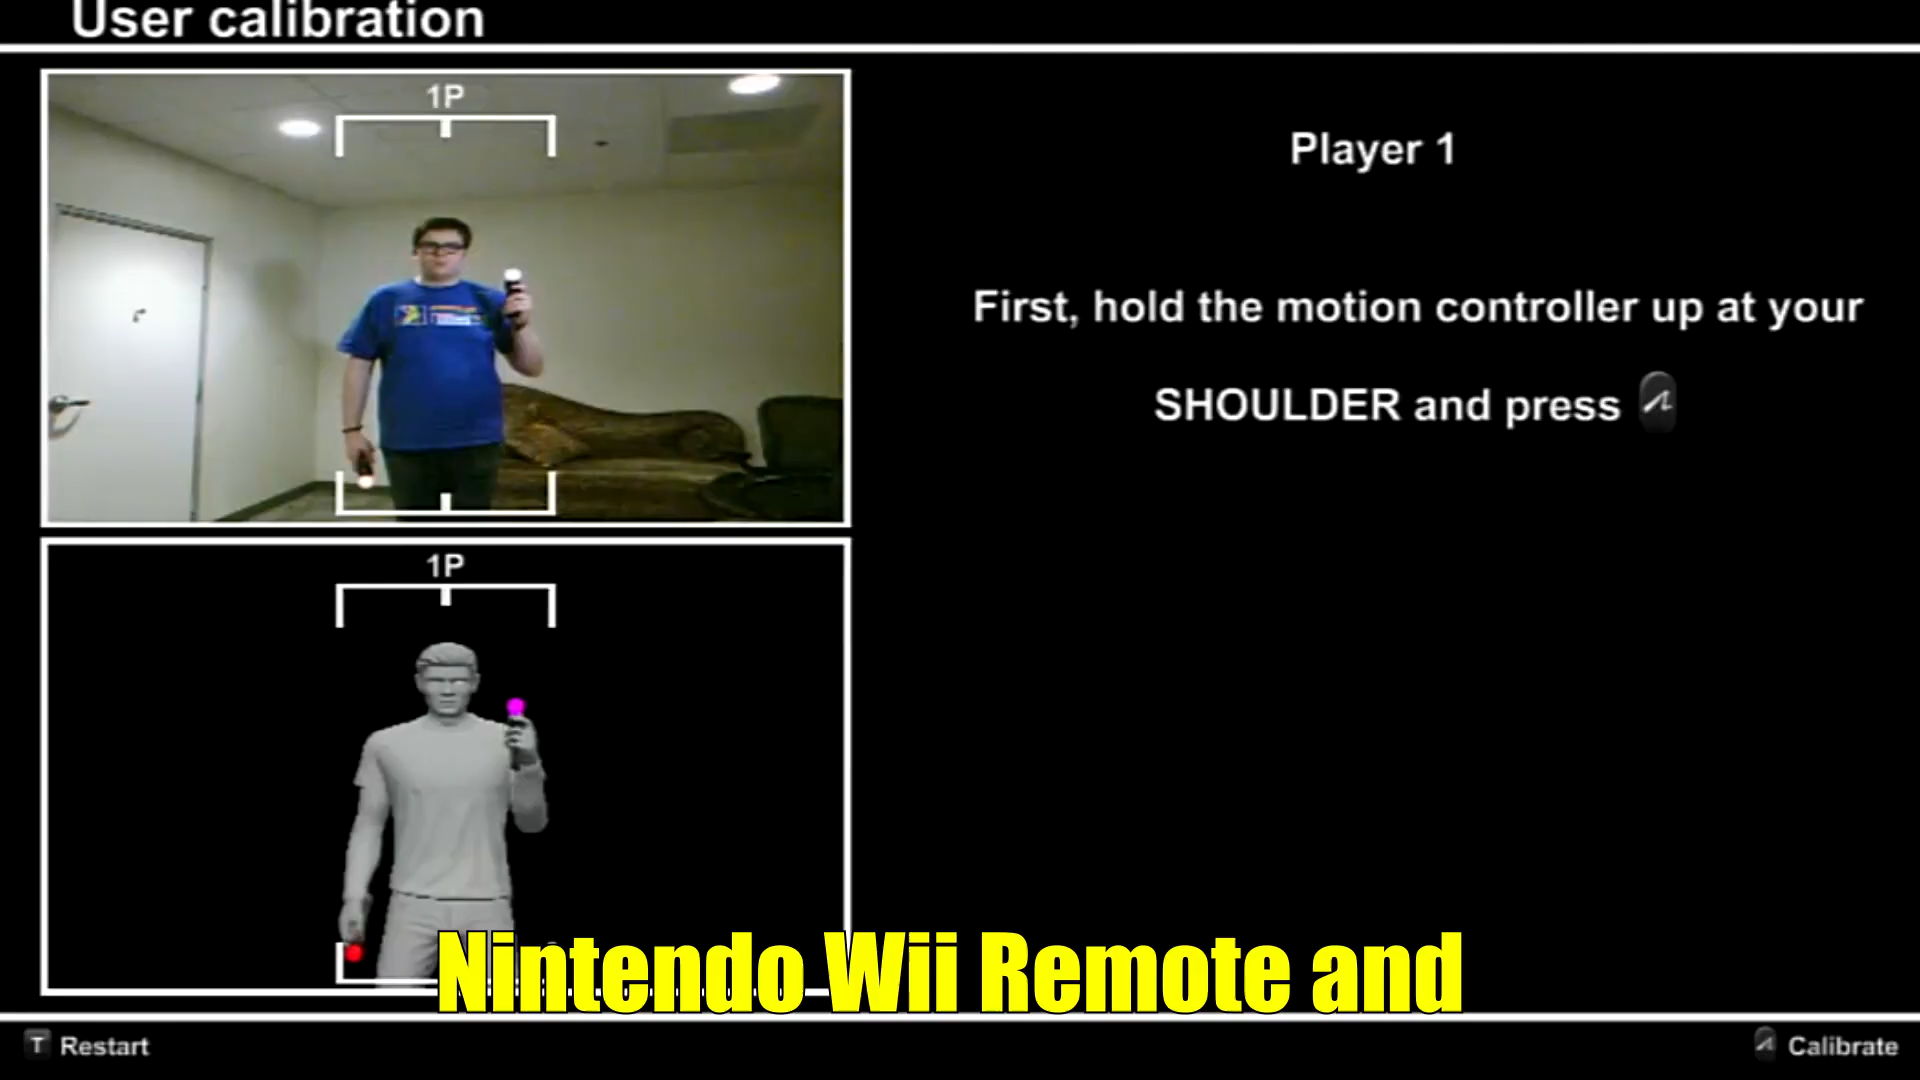 User calibration
1P
Player 1
First, hold the motion controller up at your
SHOULDER and press
1P
Nintendo Wii Remote and
T Restart
Calibrate